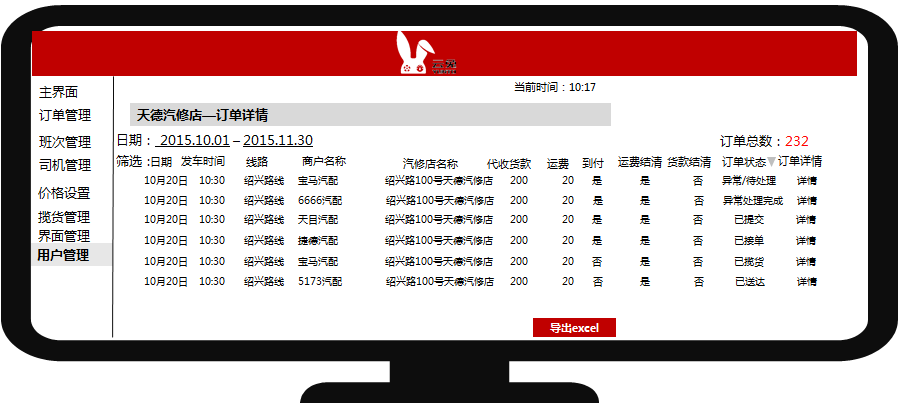 当前时间：10:17
主界面
订单管理
班次管理
司机管理
价格设置
揽货管理
界面管理
用户管理
天德汽修店—订单详情
日期： 2015.10.01 – 2015.11.30
订单总数：232
筛选：日期 发车时间 线路 商户名称 汽修店名称 代收货款 运费 到付 运费结清 货款结清 订单状态 订单详情
10月20日 10:30 绍兴路线 宝马汽配 绍兴路100号天德汽修店 200 20 是 是 否 异常/待处理 详情
10月20日 10:30 绍兴路线 6666汽配 绍兴路100号天德汽修店 200 20 是 是 否 异常处理完成 详情
10月20日 10:30 绍兴路线 天目汽配 绍兴路100号天德汽修店 200 20 是 是 否 已提交 详情
10月20日 10:30 绍兴路线 捷德汽配 绍兴路100号天德汽修店 200 20 是 是 否 已接单 详情
10月20日 10:30 绍兴路线 宝马汽配 绍兴路100号天德汽修店 200 20 否 是 否 已揽货 详情
10月20日 10:30 绍兴路线 5173汽配 绍兴路100号天德汽修店 200 20 否 是 否 已送达 详情
导出excel